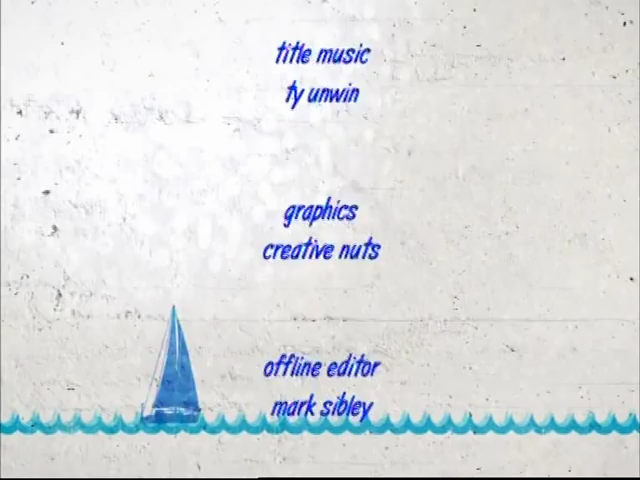 title music
ty unwin
graphics
creative nuts
offline editor
mark sibley